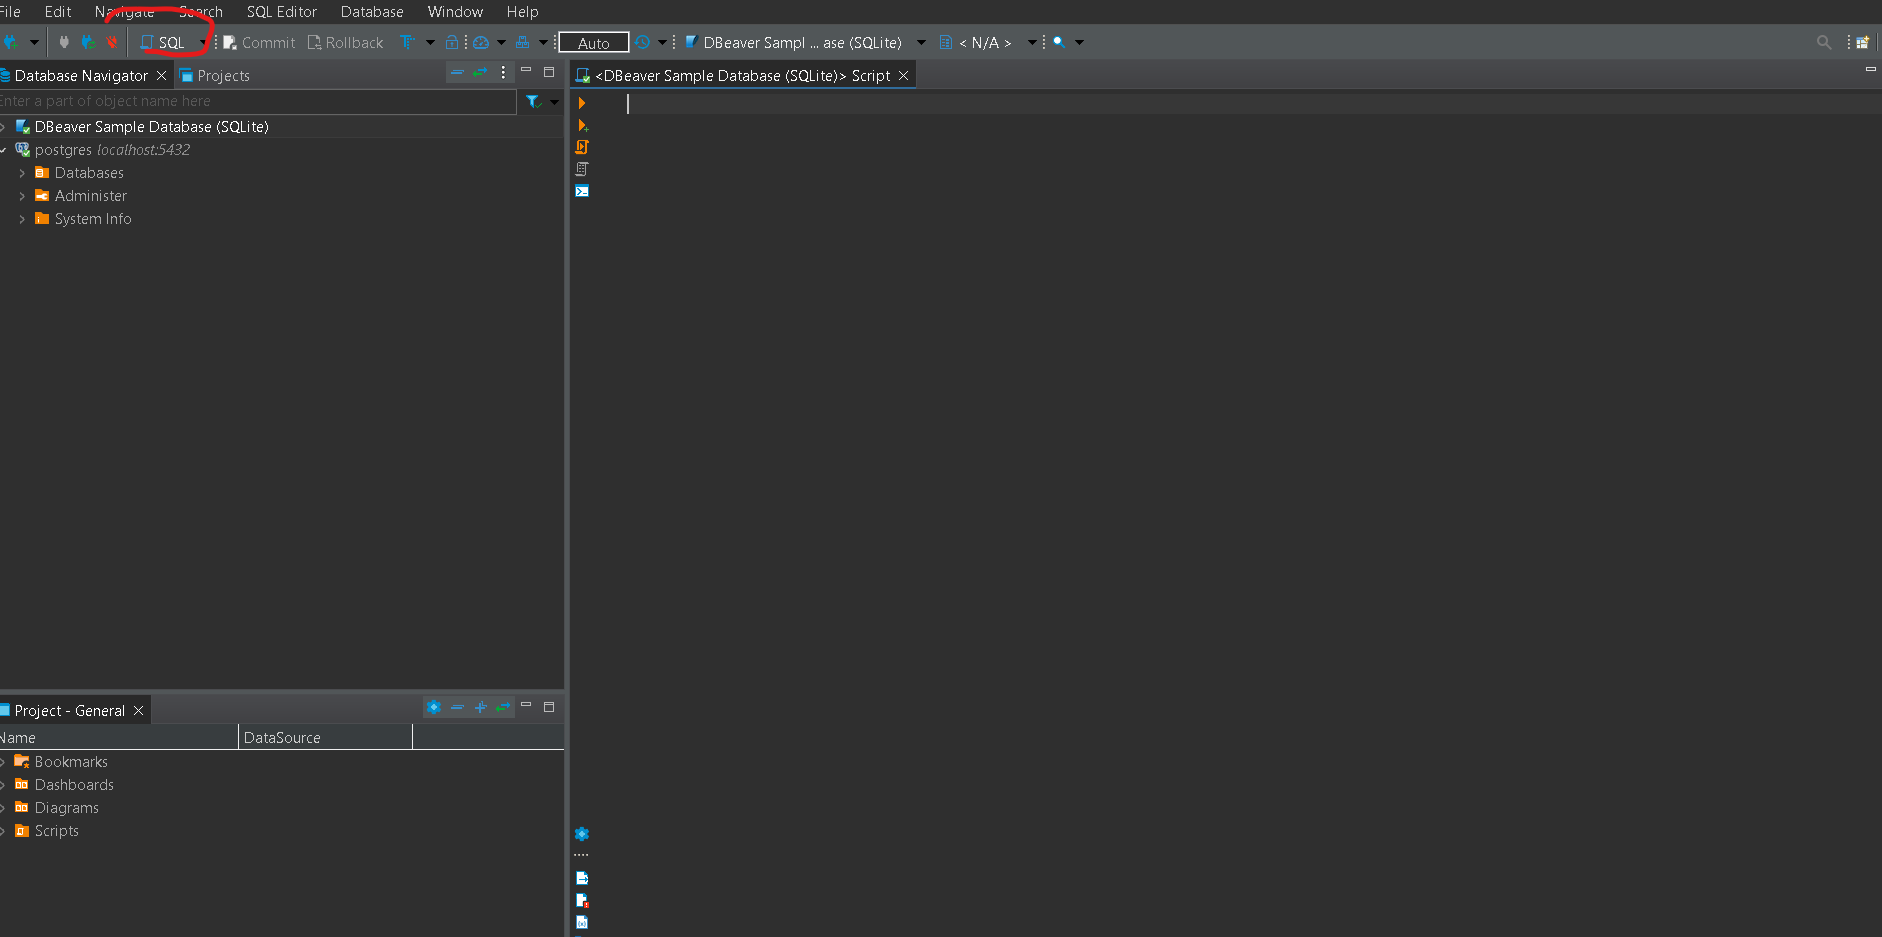 File Edit Navigate Search SQL Editor Database Window Help
SQL Commit Rollback Auto DBeaver Sampl ... ase (SQLite) < N/A >
Database Navigator Projects
<DBeaver Sample Database (SQLite)> Script
Enter a part of object name here
DBeaver Sample Database (SQLite)
postgres localhost:5432
Databases
Administer
System Info
Project - General
Name DataSource
Bookmarks
Dashboards
Diagrams
Scripts